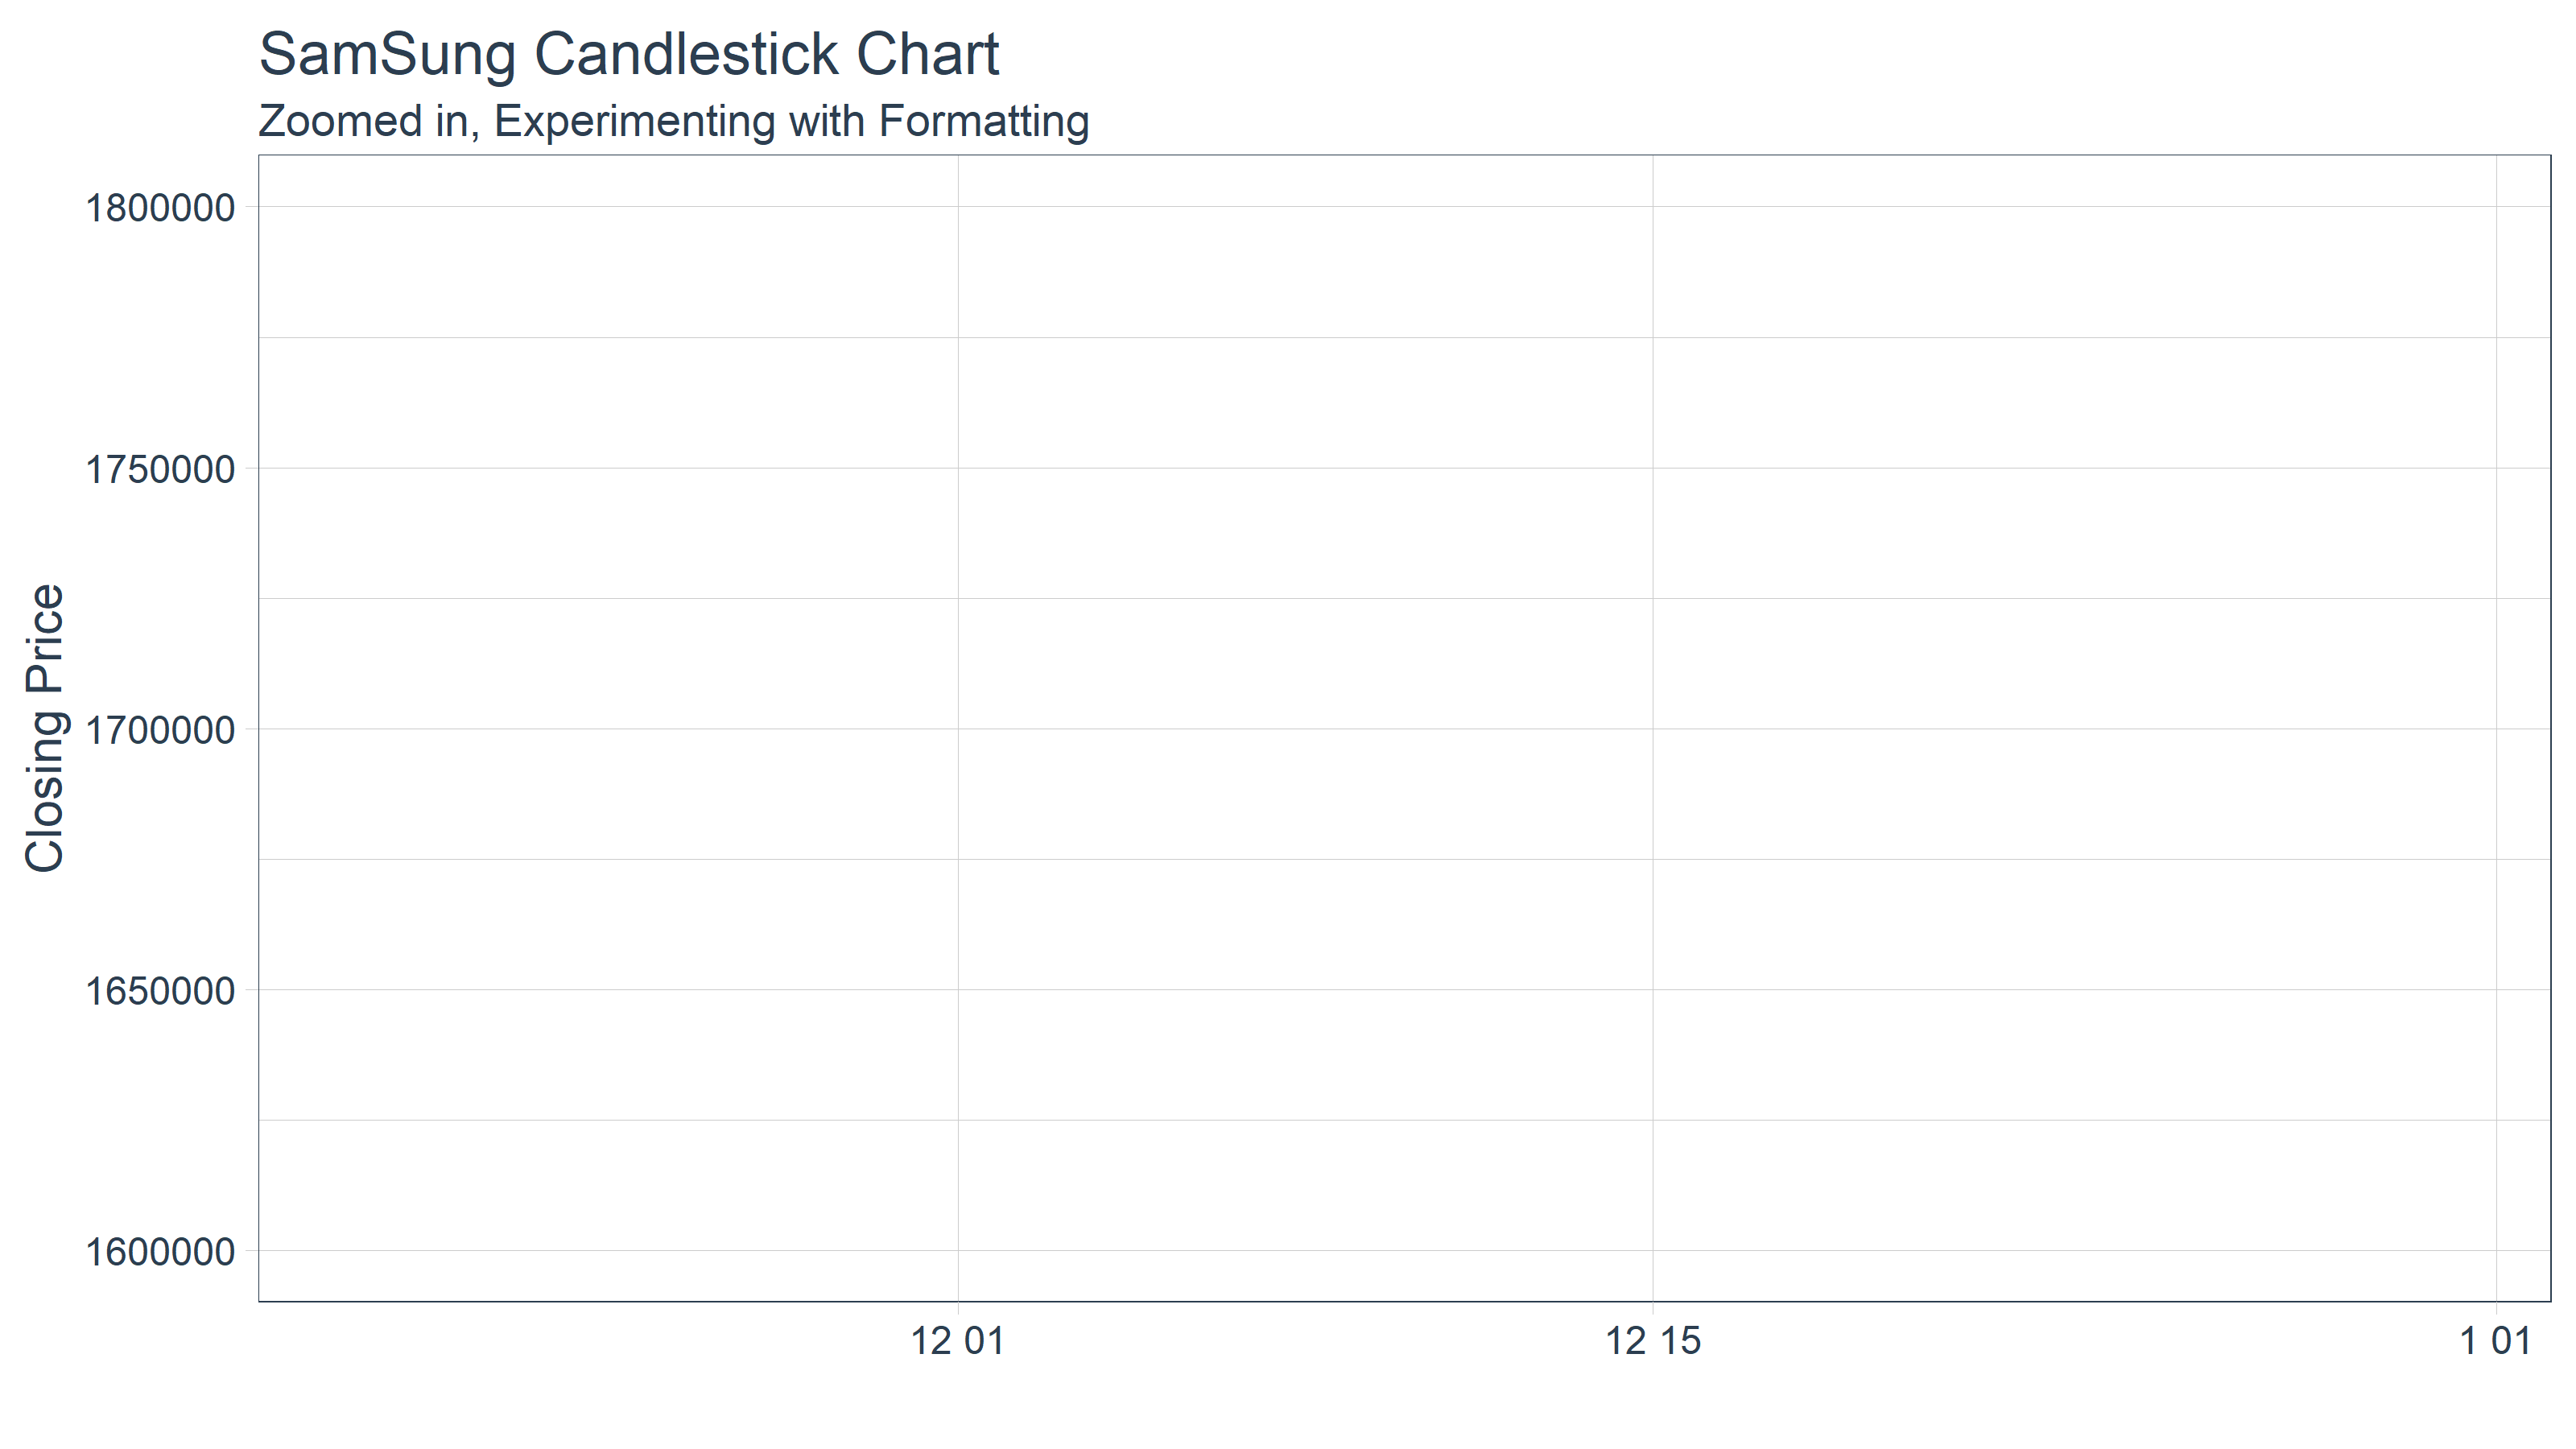 SamSung Candlestick Chart
Zoomed in, Experimenting with Formatting
Closing Price
1800000
1750000
1700000
1650000
1600000
12 01
12 15
1 01